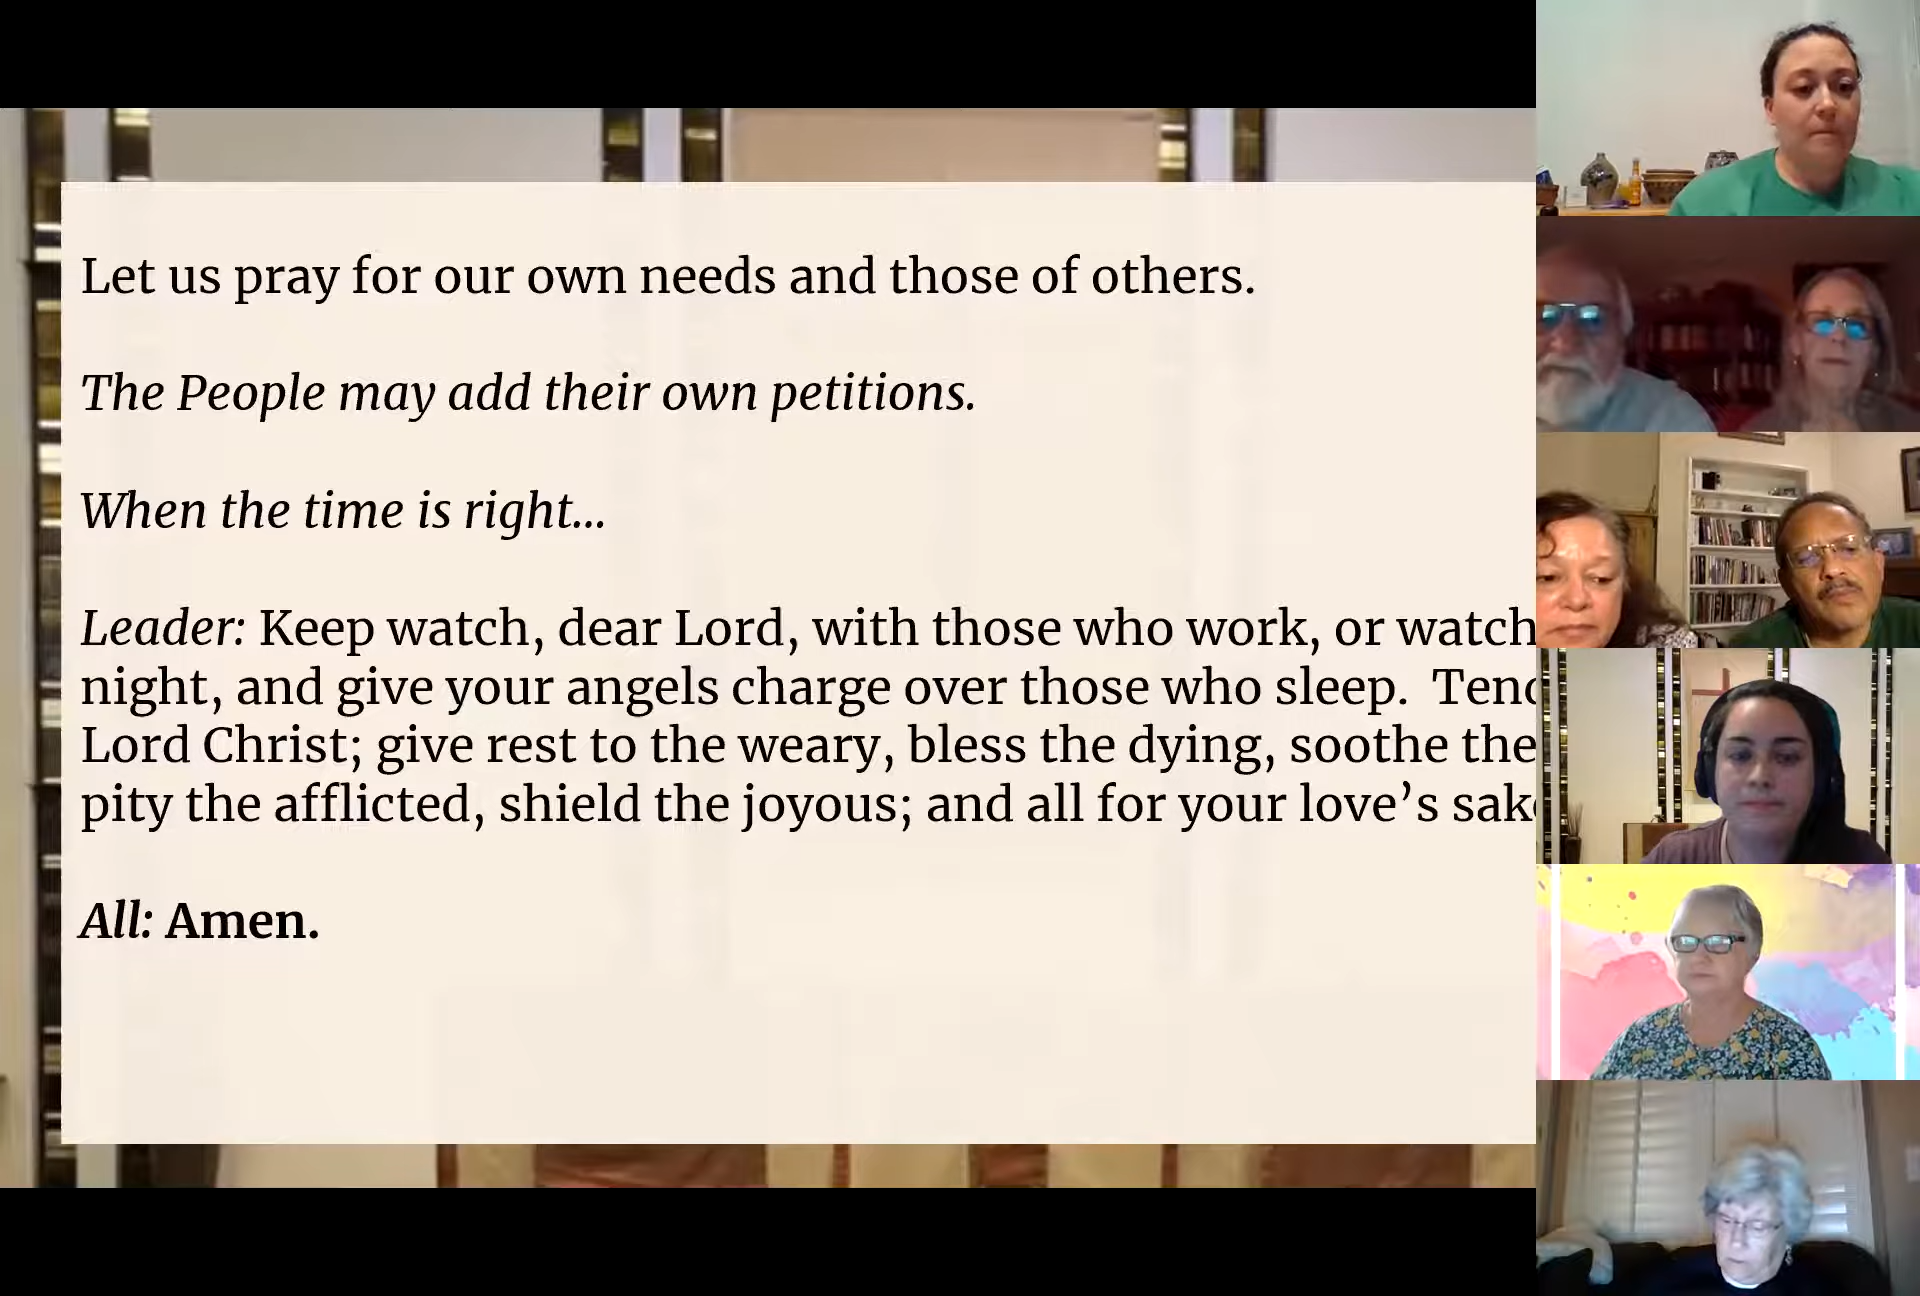 Let us pray for our own needs and those of others.
The People may add their own petitions.
When the time is right...
Leader: Keep watch, dear Lord, with those who work, or watch
night, and give your angels charge over those who sleep. Tend
Lord Christ; give rest to the weary, bless the dying, soothe the
pity the afflicted, shield the joyous; and all for your love’s sake
All: Amen.